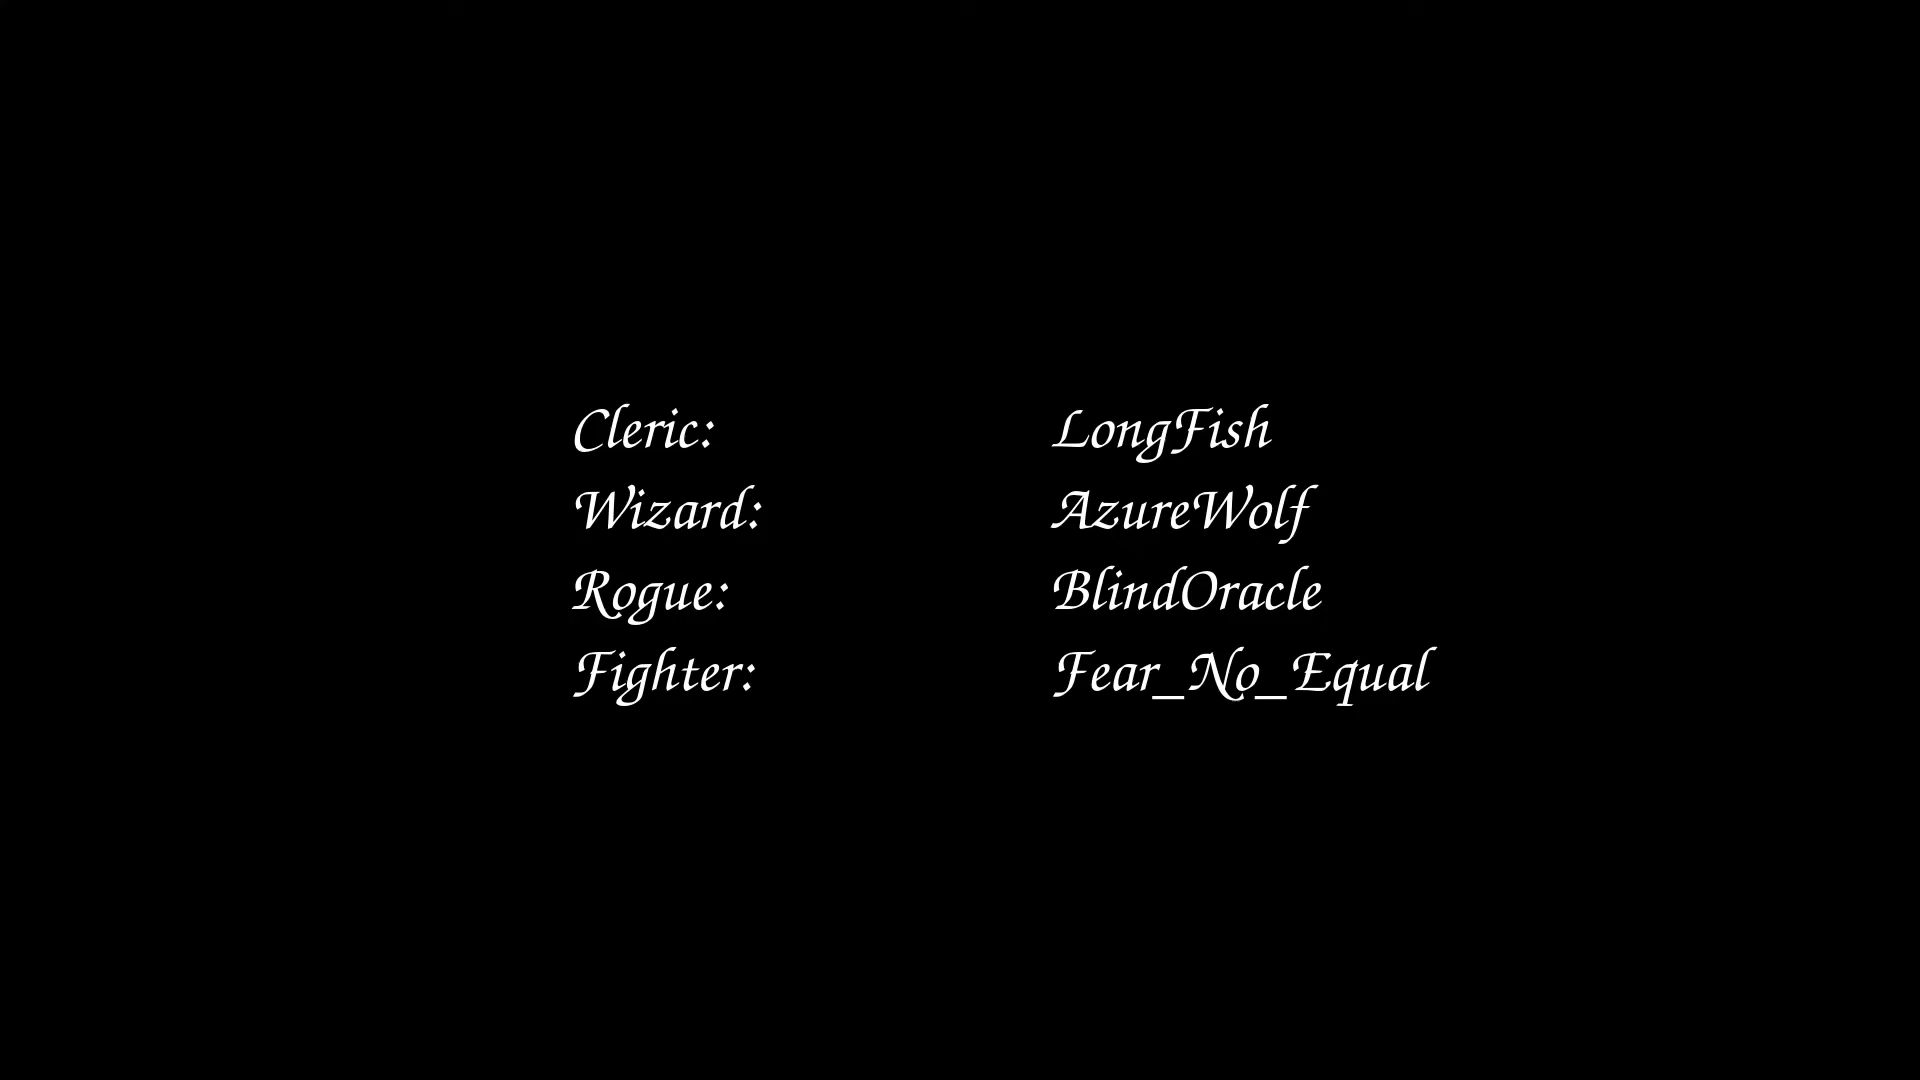 Cleric: LongFish
Wizard: AzureWolf
Rogue: BlindOracle
Fighter: Fear_No_Equal